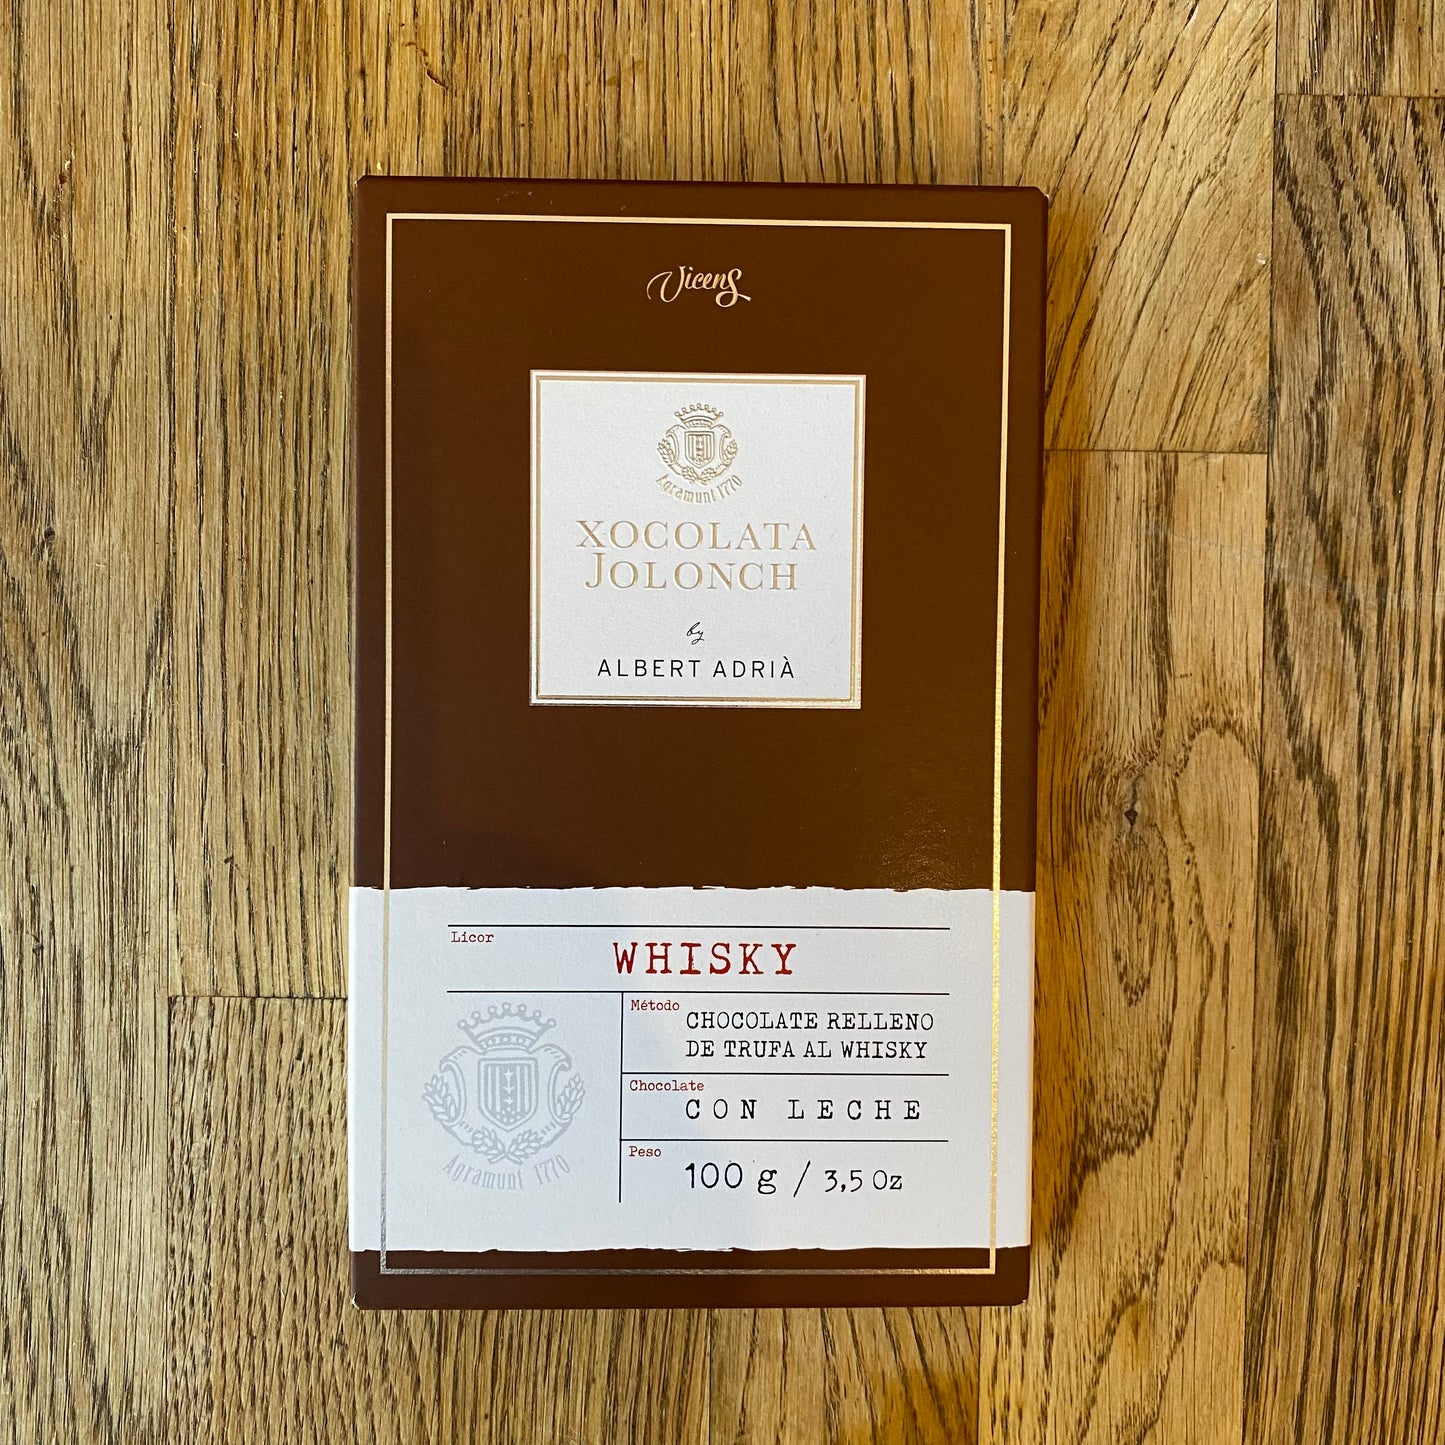 Vicens
Agramunt 1770
XOCOLATA
JOLONCH
by
ALBERT ADRIÀ
Licor
WHISKY
Método
CHOCOLATE RELLENO
DE TRUFA AL WHISKY
Chocolate
CON LECHE
Peso
100 g / 3,5 Oz
Agramunt 1770